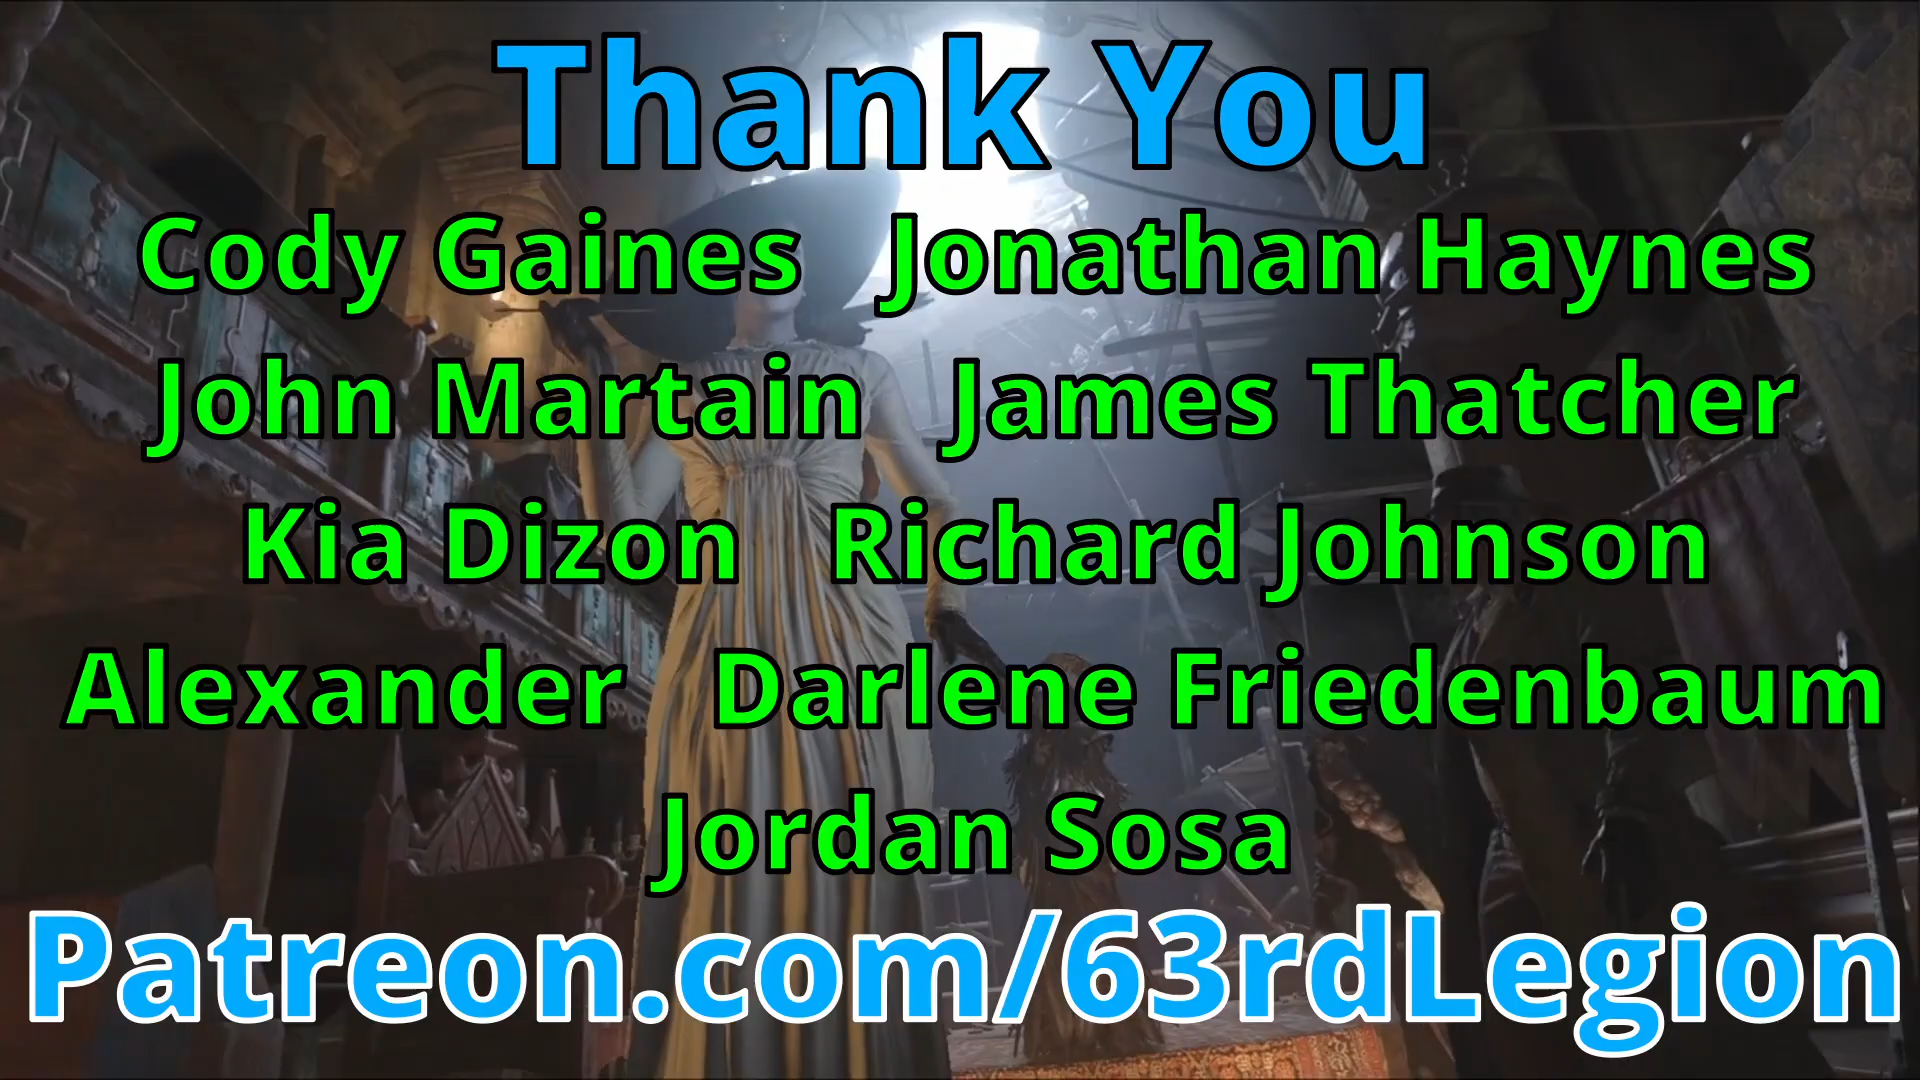 Thank You
Cody Gaines Jonathan Haynes
John Martain James Thatcher
Kia Dizon Richard Johnson
Alexander Darlene Friedenbaum
Jordan Sosa
Patreon.com/63rdLegion